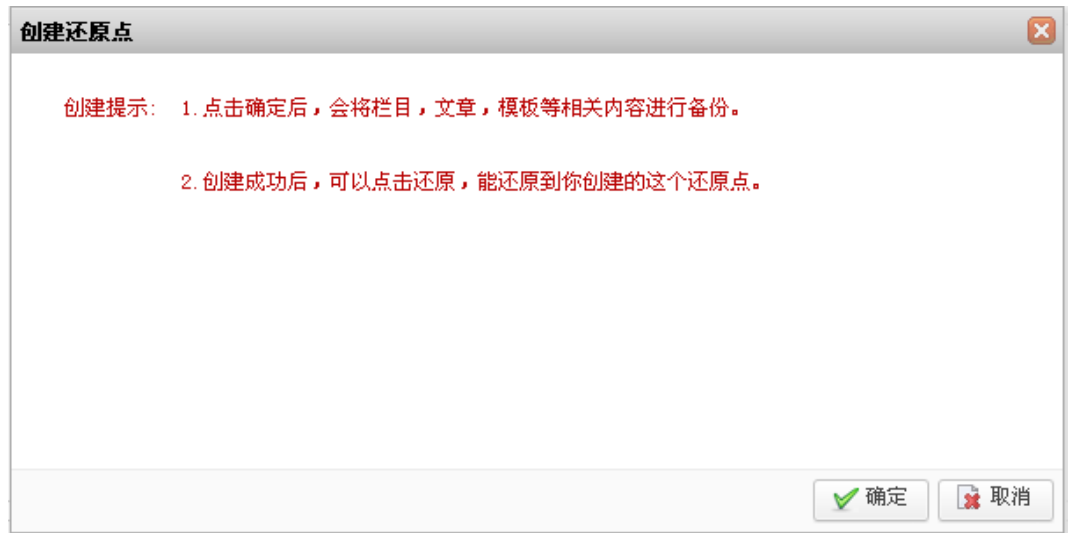 创建还原点
创建提示: 1.点击确定后，会将栏目，文章，模板等相关内容进行备份。
2.创建成功后，可以点击还原，能还原到你创建的这个还原点。
确定 取消